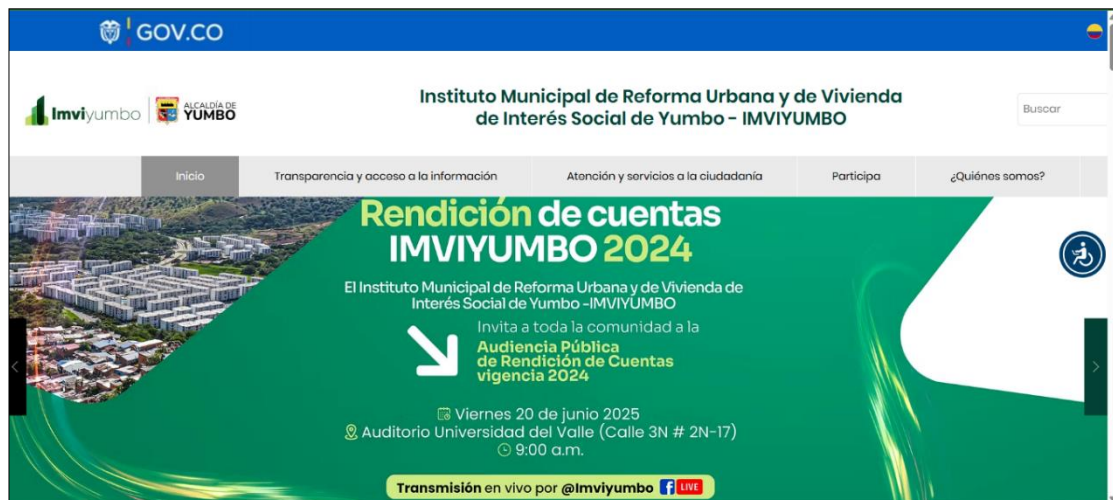 GOV.CO
Imviyumbo
ALCALDÍA DE
YUMBO
Instituto Municipal de Reforma Urbana y de Vivienda
de Interés Social de Yumbo - IMVIYUMBO
Buscar
Inicio
Transparencia y acceso a la información
Atención y servicios a la ciudadanía
Participa
¿Quiénes somos?
Rendición de cuentas
IMVIYUMBO 2024
El Instituto Municipal de Reforma Urbana y de Vivienda de
Interés Social de Yumbo -IMVIYUMBO
Invita a toda la comunidad a la
Audiencia Pública
de Rendición de Cuentas
vigencia 2024
Viernes 20 de junio 2025
Auditorio Universidad del Valle (Calle 3N # 2N-17)
9:00 a.m.
Transmisión en vivo por @Imviyumbo f LIVE